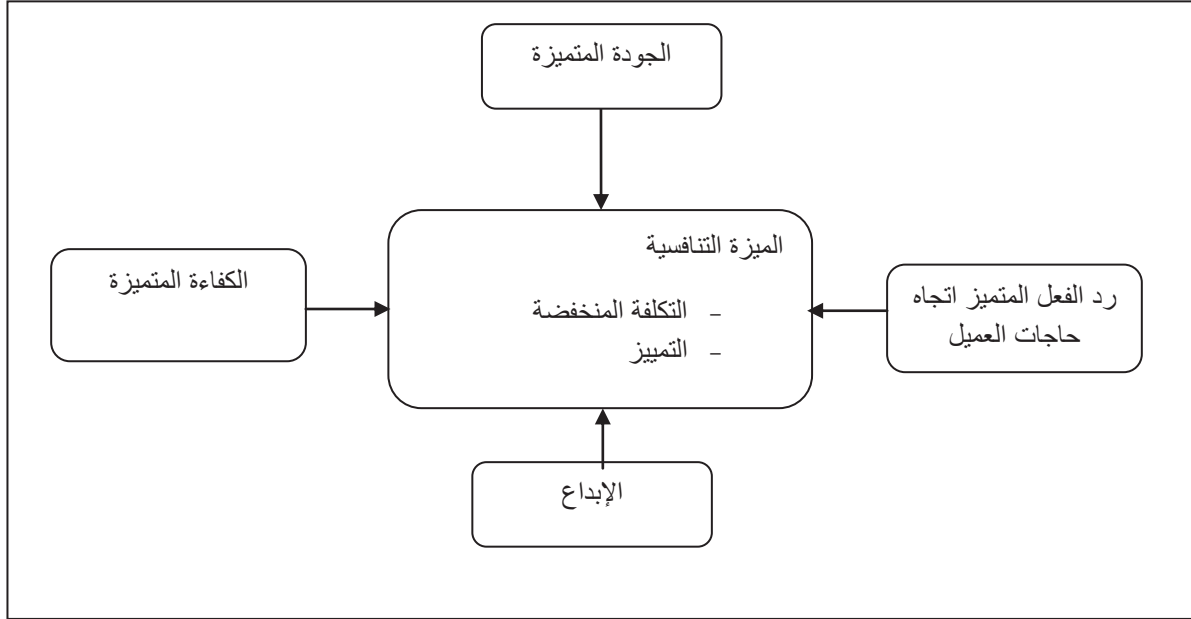 الجودة المتميزة
الميزة التنافسية
- التكلفة المنخفضة
- التمييز
رد الفعل المتميز اتجاه
حاجات العميل
الكفاءة المتميزة
الإبداع